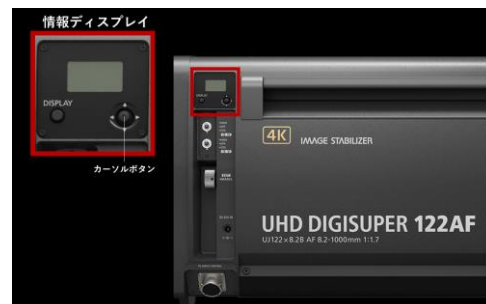 情報ディスプレイ
DISPLAY
カーソルボタン
DISPLAY
4K IMAGE STABILIZER
UHD DIGISUPER 122AF
UJ122×8.2B AF 8.2-1000mm 1:1.7